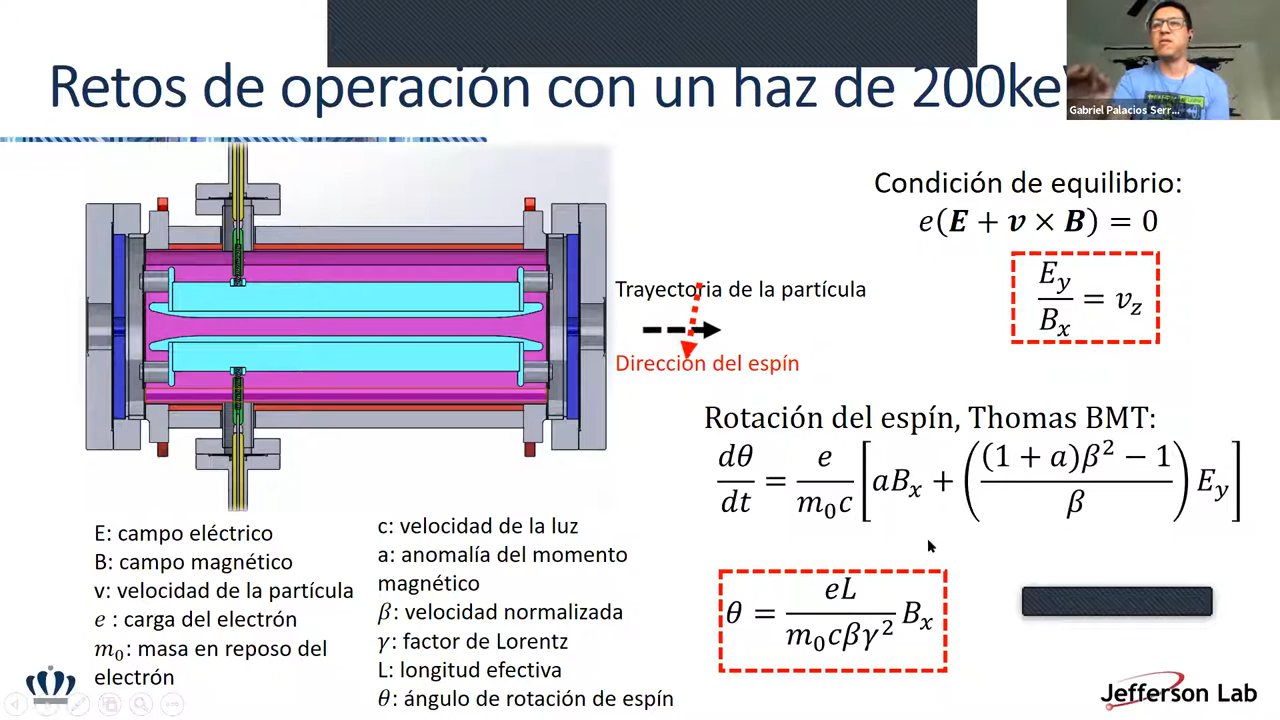 Retos de operación con un haz de 200ke
Gabriel Palacios Serr...
Condición de equilibrio:
e(E + v × B) = 0
E_y / B_x = v_z
Trayectoria de la partícula
Dirección del espín
Rotación del espín, Thomas BMT:
dθ/dt = e/(m_0 c) [aB_x + (((1 + a)β² − 1)/β) E_y]
θ = (eL/(m_0 cβγ²)) B_x
E: campo eléctrico
B: campo magnético
v: velocidad de la partícula
e : carga del electrón
m_0: masa en reposo del
electrón
c: velocidad de la luz
a: anomalía del momento
magnético
β: velocidad normalizada
γ: factor de Lorentz
L: longitud efectiva
θ: ángulo de rotación de espín
Jefferson Lab